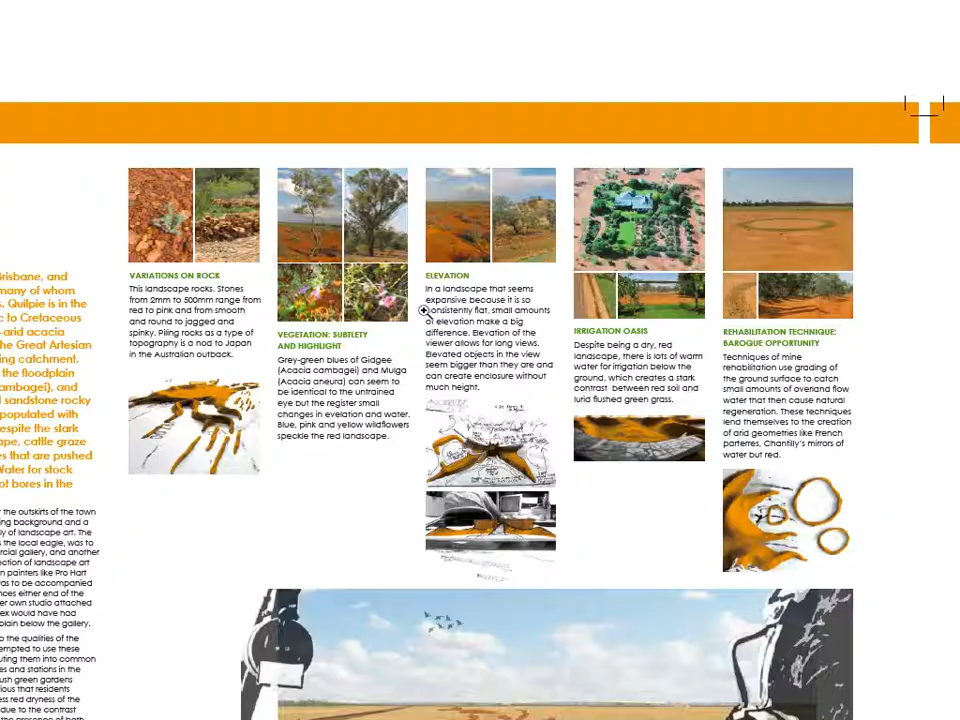 Brisbane, and
many of whom
s. Quilpie is in the
c to Cretaceous
-arid acacia
the Great Artesian
ing catchment.
the floodplain
ambagei), and
sandstone rocky
populated with
espite the stark
ape, cattle graze
es that are pushed
Water for stock
ot bores in the
r the outskirts of the town
ing background and a
ly of landscape art. The
s the local eagle, was to
rcial gallery, and another
ection of landscape art
n painters like Pro Hart
was to be accompanied
nces either end of the
er own studio attached
ex would have had
plain below the gallery.
o the qualities of the
empted to use these
uting them into common
es and stations in the
ush green gardens
ious that residents
ess red dryness of the
due to the contrast
the presence of both
VARIATIONS ON ROCK
This landscape rocks. Stones
from 2mm to 500mm range from
red to pink and from smooth
and round to jagged and
spinky. Piling rocks as a type of
topography is a nod to Japan
in the Australian outback.
VEGETATION: SUBTLETY
AND HIGHLIGHT
Grey-green blues of Gidgee
(Acacia cambagei) and Mulga
(Acacia aneura) can seem to
be identical to the untrained
eye but the register small
changes in evelation and water.
Blue, pink and yellow wildflowers
speckle the red landscape.
ELEVATION
In a landscape that seems
expansive because it is so
consistently flat, small amounts
of elevation make a big
difference. Elevation of the
viewer allows for long views.
Elevated objects in the view
seem bigger than they are and
can create enclosure without
much height.
IRRIGATION OASIS
Despite being a dry, red
landscape, there is lots of warm
water for irrigation below the
ground, which creates a stark
contrast between red soil and
lurid flushed green grass.
REHABILITATION TECHNIQUE:
BAROQUE OPPORTUNITY
Techniques of mine
rehabilitation use grading of
the ground surface to catch
small amounts of overland flow
water that then cause natural
regeneration. These techniques
lend themselves to the creation
of arid geometries like French
parterres, Chantilly's mirrors of
water but red.